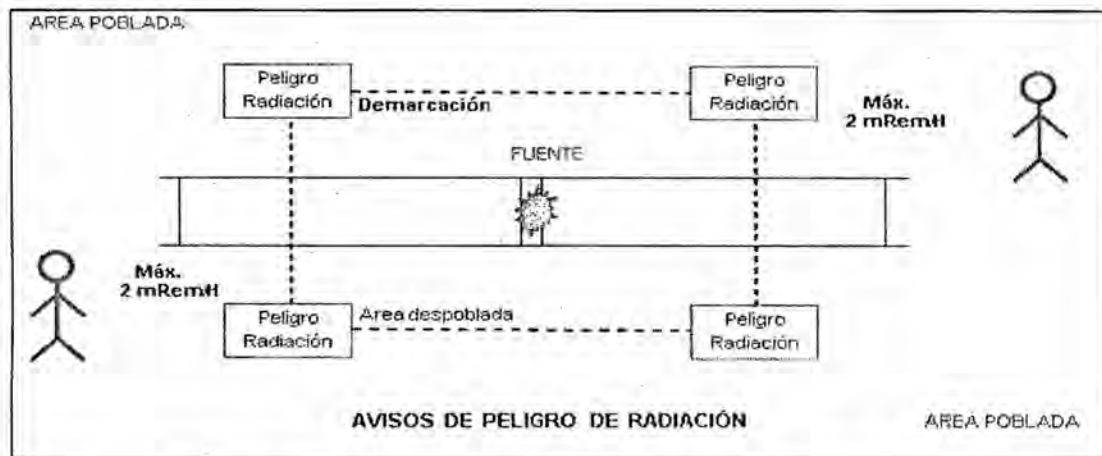 AREA POBLADA
Peligro
Radiación
Demarcación
Peligro
Radiación
Máx.
2 mRem.H
FUENTE
Máx.
2 mRem.H
Peligro
Radiación
Area despoblada
Peligro
Radiación
AVISOS DE PELIGRO DE RADIACIÓN
AREA POBLADA